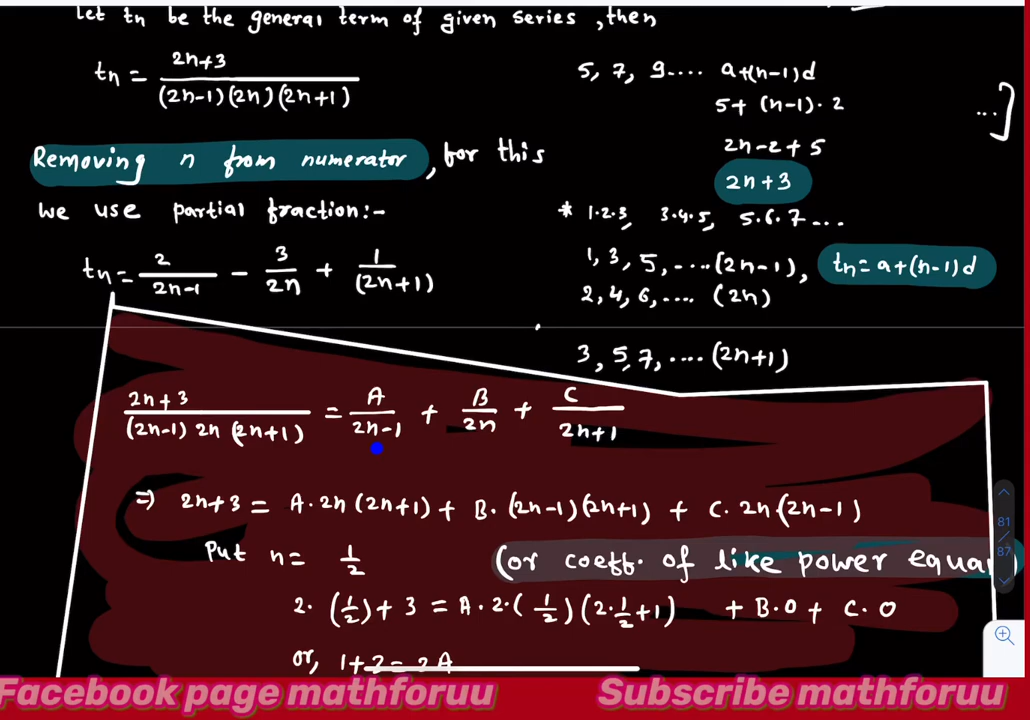 Let tn be the general term of given series, then
tn = 2n+3 / (2n-1)(2n)(2n+1)
5, 7, 9.... a+(n-1)d
5+ (n-1)·2
...]
2n-2+5
2n+3
Removing n from numerator, for this
we use partial fraction:-
* 1·2·3, 3·4·5, 5·6·7...
tn = 2/2n-1 - 3/2n + 1/(2n+1)
1, 3, 5, ....(2n-1), tn = a+(n-1)d
2, 4, 6, .... (2n)
3, 5, 7, .... (2n+1)
2n+3 / (2n-1) 2n (2n+1) = A/2n-1 + B/2n + C/2n+1
⇒ 2n+3 = A·2n(2n+1) + B·(2n-1)(2n+1) + C·2n(2n-1)
Put n = 1/2 (or coeff. of like power equal)
2·(1/2)+3 = A·2·(1/2)(2·1/2+1) + B·0 + C·0
81
/
87
or,
Facebook page mathforuu Subscribe mathforuu